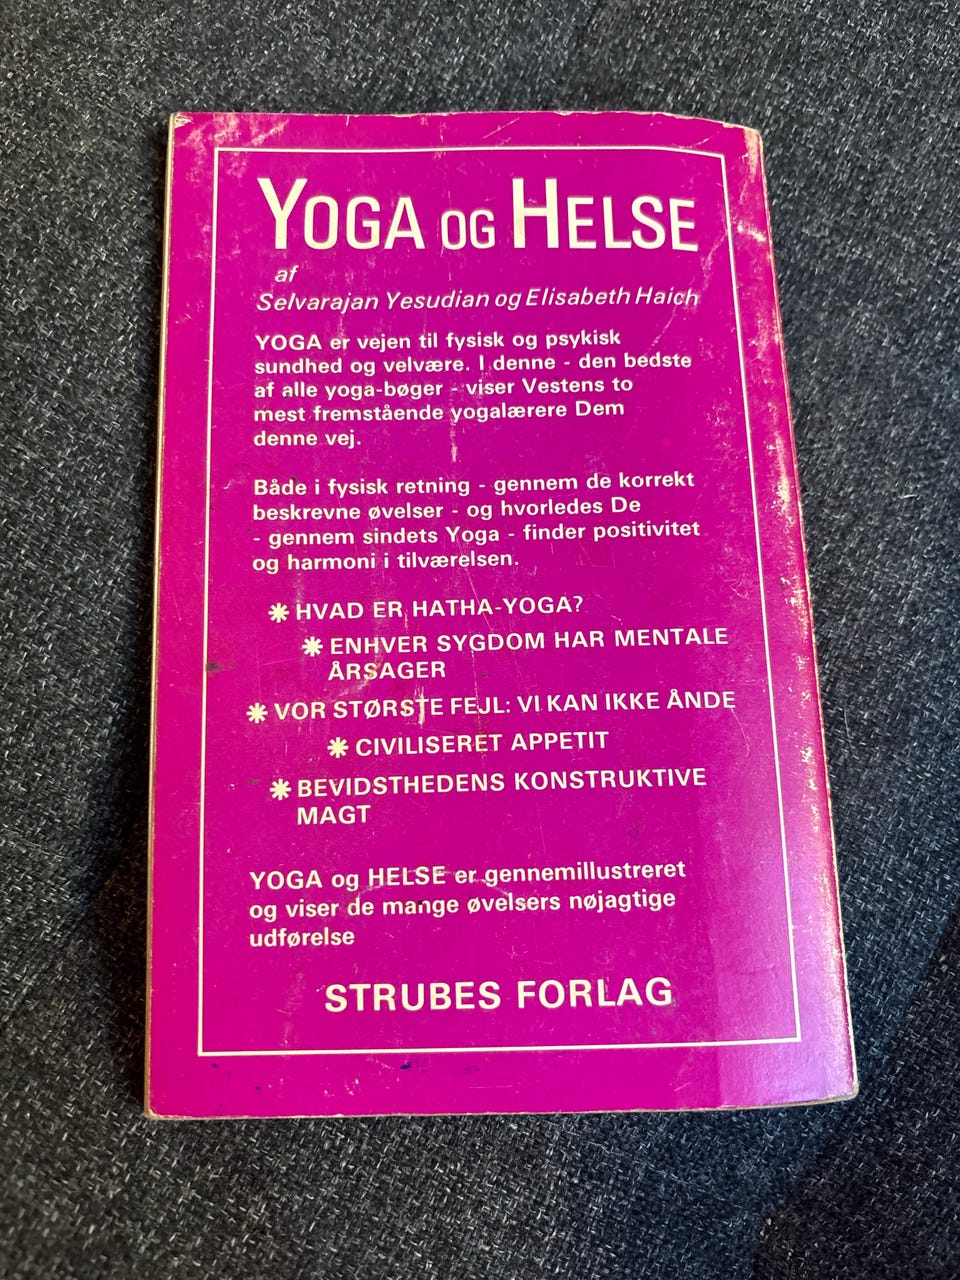 YOGA OG HELSE
af
Selvarajan Yesudian og Elisabeth Haich
YOGA er vejen til fysisk og psykisk
sundhed og velvære. I denne - den bedste
af alle yoga-bøger - viser Vestens to
mest fremstående yogalærere Dem
denne vej.
Både i fysisk retning - gennem de korrekt
beskrevne øvelser - og hvorledes De
- gennem sindets Yoga - finder positivitet
og harmoni i tilværelsen.
* HVAD ER HATHA-YOGA?
* ENHVER SYGDOM HAR MENTALE
ÅRSAGER
* VOR STØRSTE FEJL: VI KAN IKKE ÅNDE
* CIVILISERET APPETIT
* BEVIDSTHEDENS KONSTRUKTIVE
MAGT
YOGA og HELSE er gennemillustreret
og viser de mange øvelsers nøjagtige
udførelse
STRUBES FORLAG